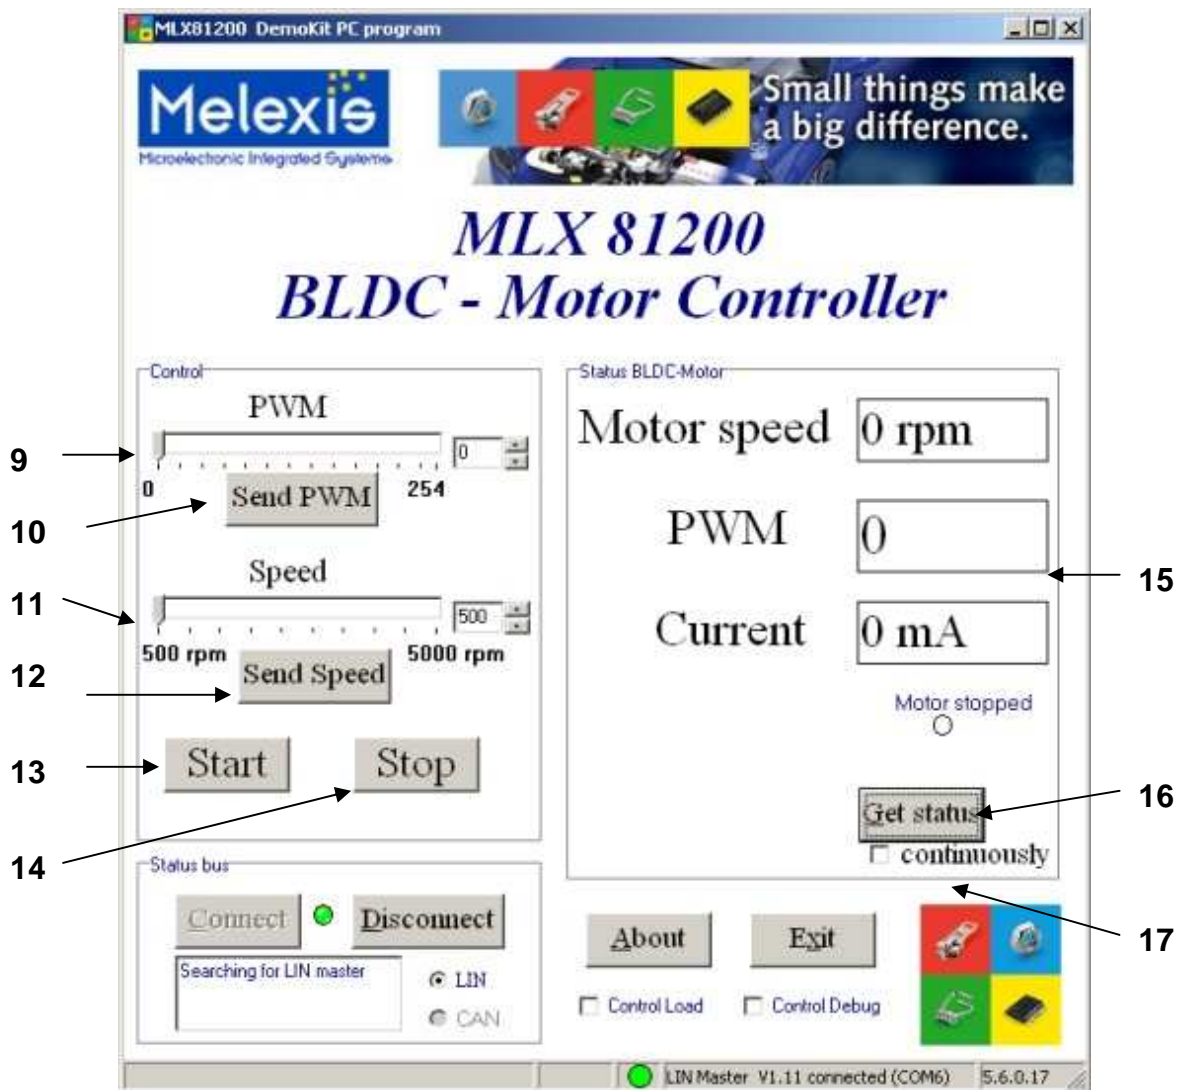 MLX81200 DemoKit PC program
Melexis
Microelectronic Integrated Systems
Small things make
a big difference.
MLX 81200
BLDC - Motor Controller
Control
PWM
9
0
0
254
10
Send PWM
Speed
11
500
500 rpm
5000 rpm
12
Send Speed
13
Start
Stop
14
Status BLDC-Motor
Motor speed
0 rpm
PWM
0
15
Current
0 mA
Motor stopped
Get status
16
continuously
17
Status bus
Connect
Disconnect
Searching for LIN master
LIN
CAN
About
Exit
Control Load
Control Debug
LIN Master V1.11 connected (COM6)
5.6.0.17